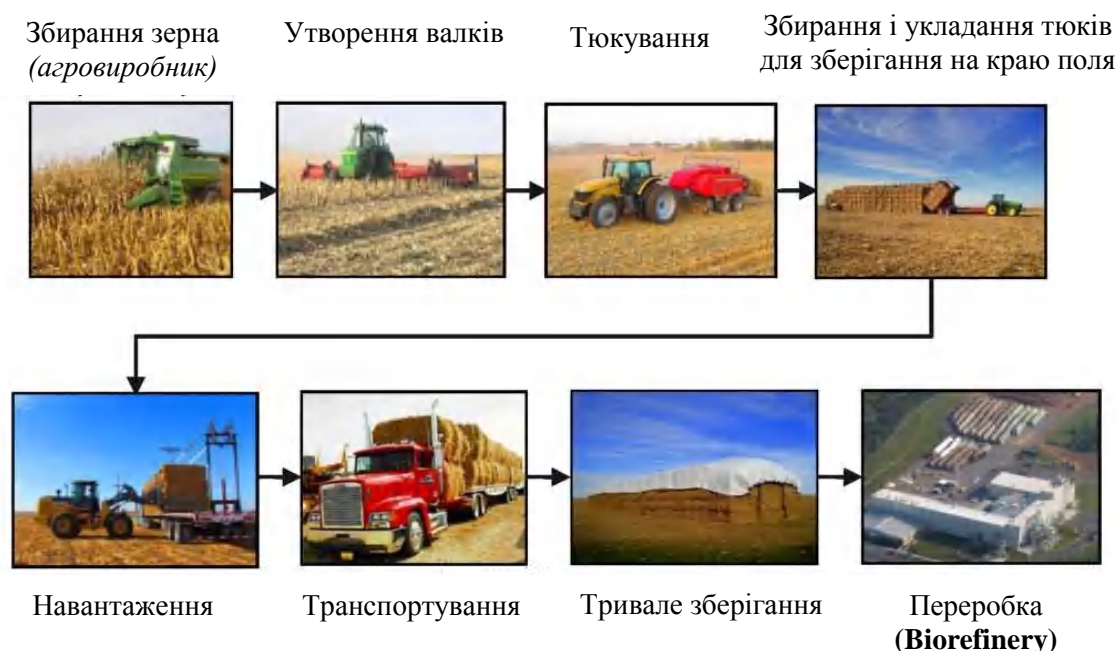 Збирання зерна
(агровиробник)
Утворення валків
Тюкування
Збирання і укладання тюків
для зберігання на краю поля
Навантаження
Транспортування
Тривале зберігання
Переробка
(Biorefinery)